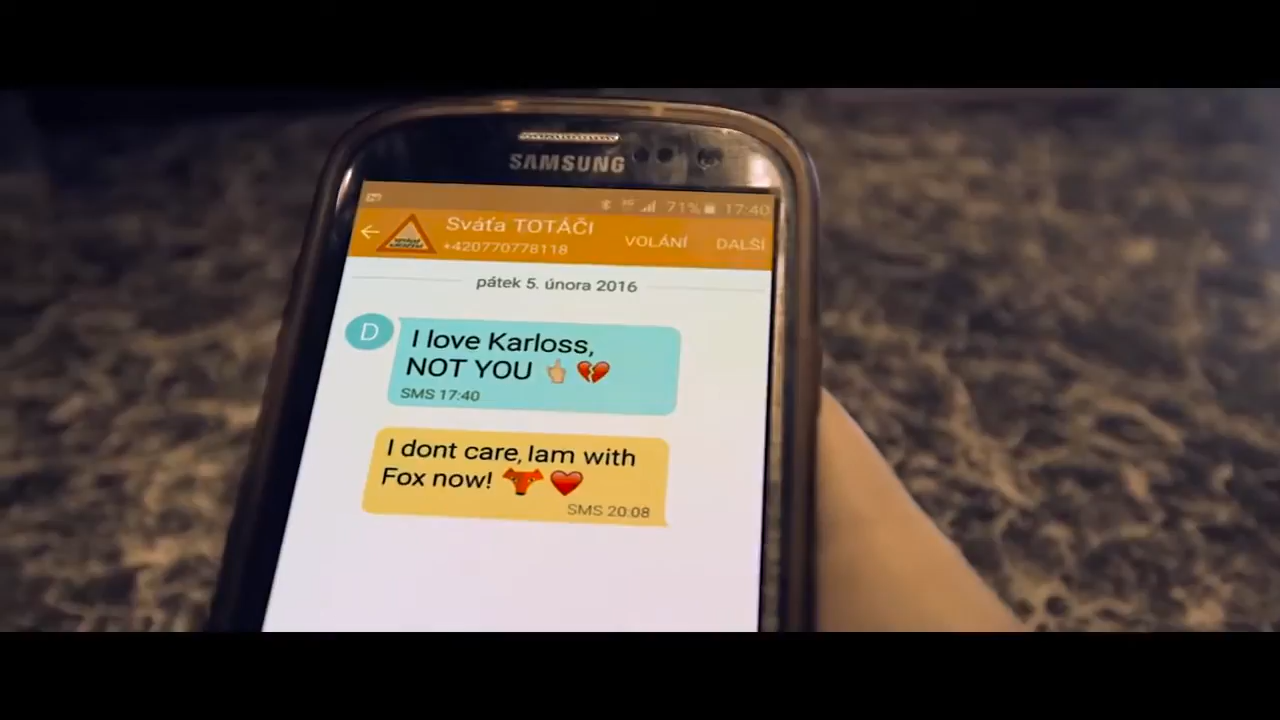 SAMSUNG
71% 17:40
Sváťa TOTÁČI
+420770778118
VOLÁNÍ DALŠÍ
pátek 5. února 2016
D
I love Karloss,
NOT YOU 🖕💔
SMS 17:40
I dont care, Iam with
Fox now! 🦊❤️
SMS 20:08